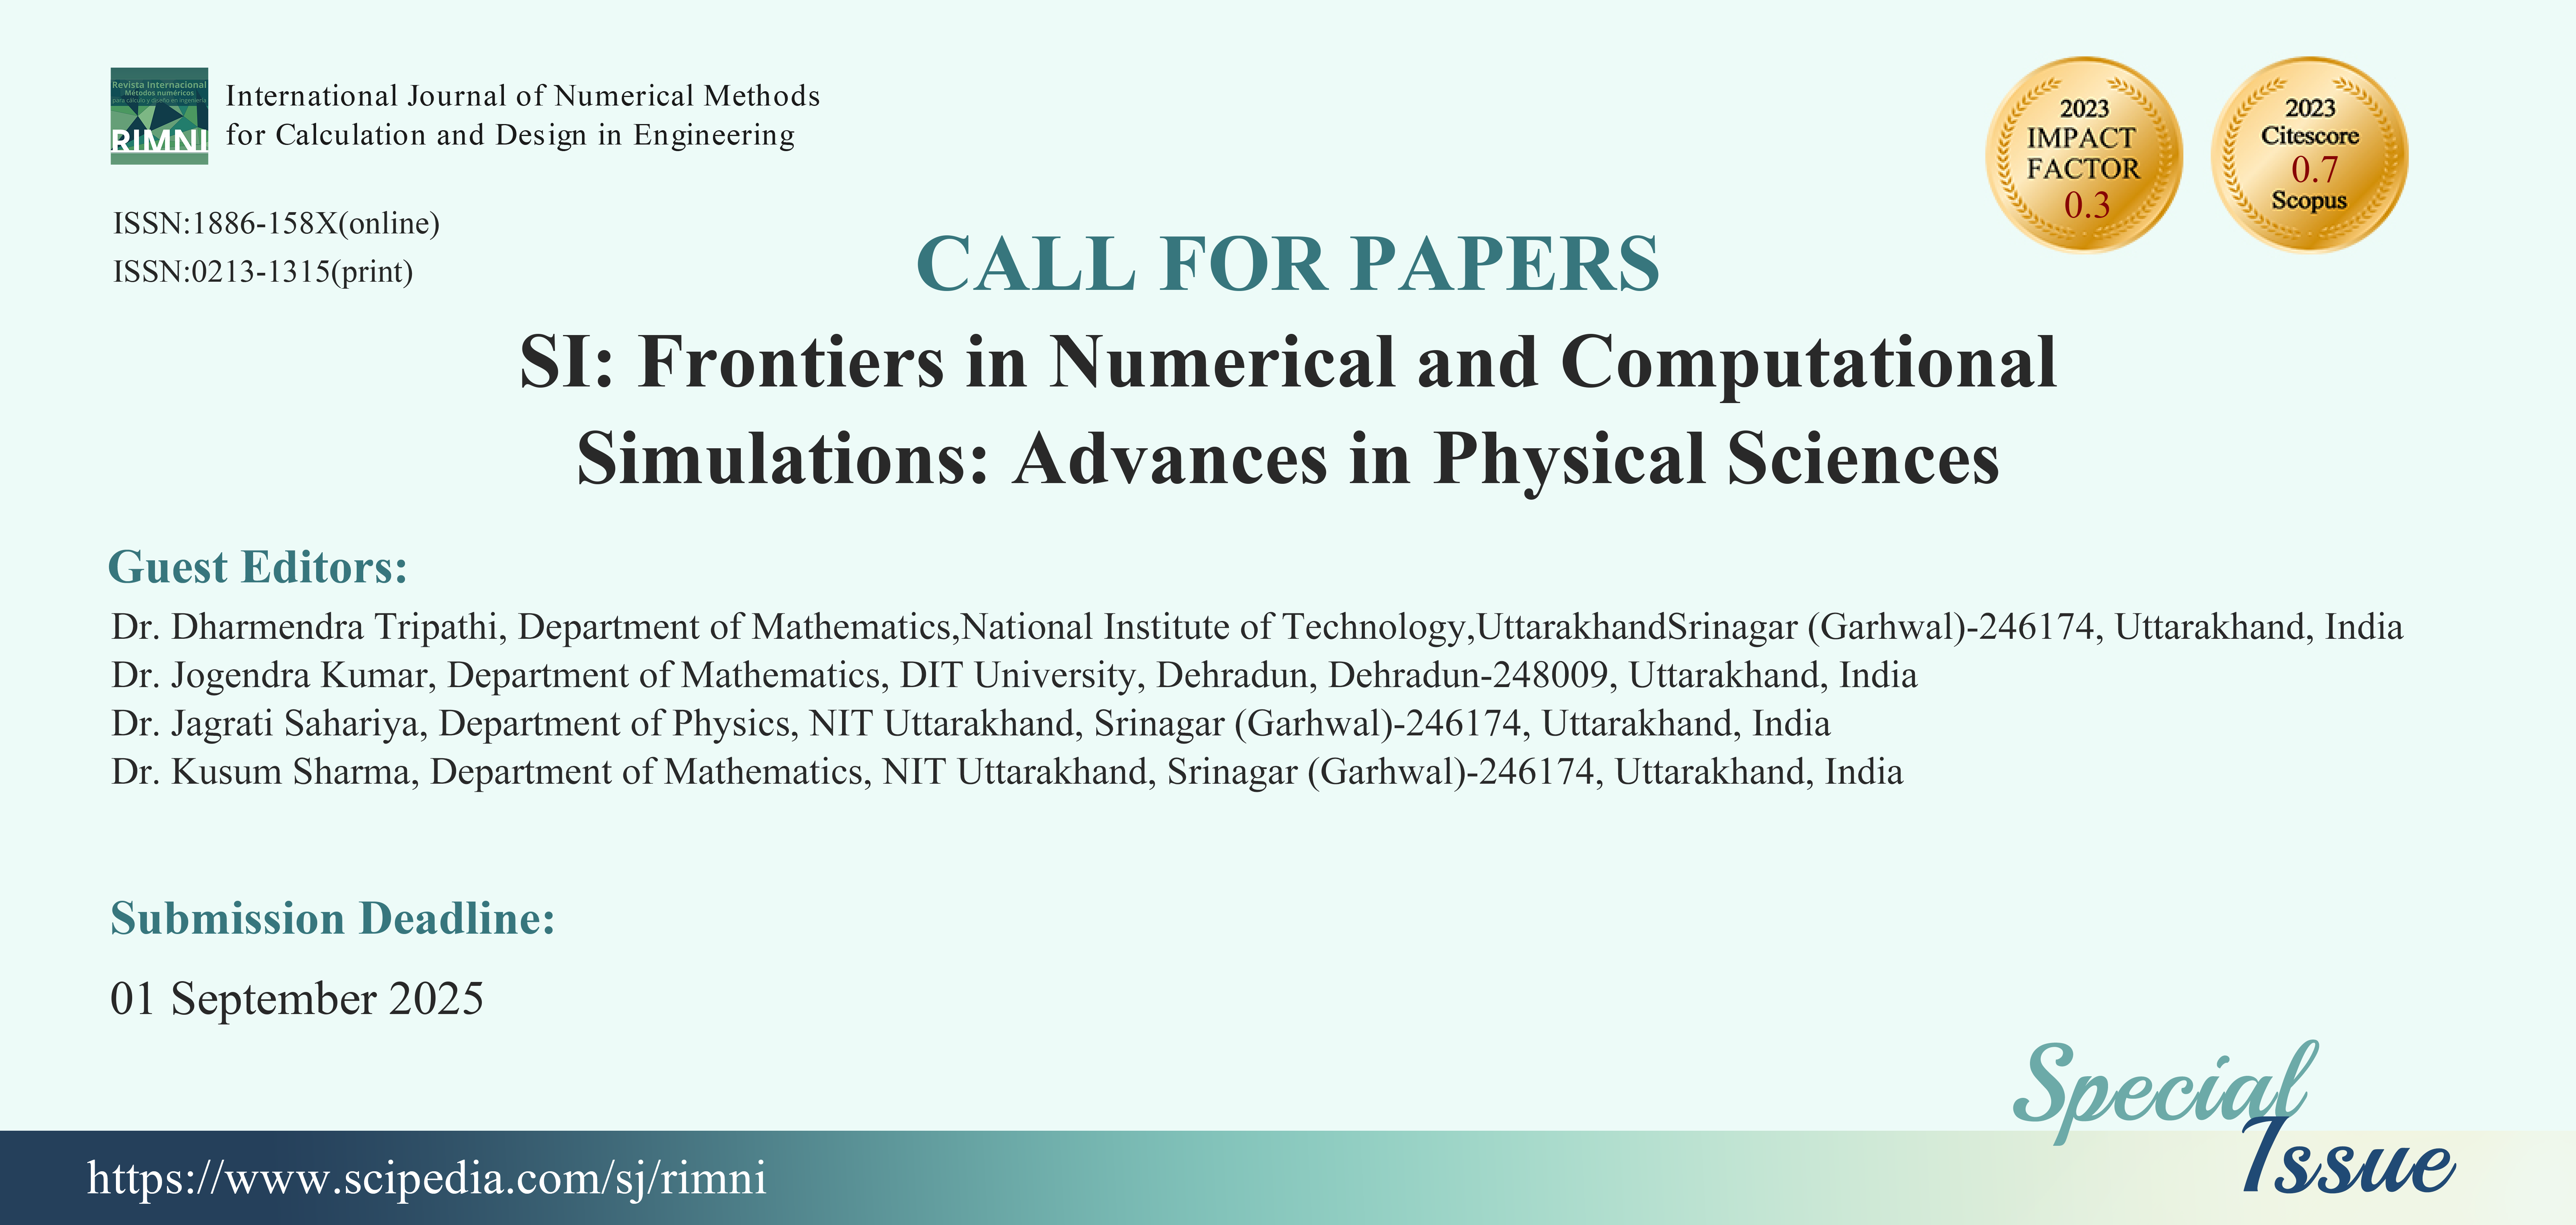 Revista Internacional
Métodos numéricos
para cálculo y diseño en ingeniería
RIMNI
International Journal of Numerical Methods
for Calculation and Design in Engineering
ISSN:1886-158X(online)
ISSN:0213-1315(print)
2023
IMPACT
FACTOR
0.3
2023
Citescore
0.7
Scopus
CALL FOR PAPERS
SI: Frontiers in Numerical and Computational
Simulations: Advances in Physical Sciences
Guest Editors:
Dr. Dharmendra Tripathi, Department of Mathematics,National Institute of Technology,UttarakhandSrinagar (Garhwal)-246174, Uttarakhand, India
Dr. Jogendra Kumar, Department of Mathematics, DIT University, Dehradun, Dehradun-248009, Uttarakhand, India
Dr. Jagrati Sahariya, Department of Physics, NIT Uttarakhand, Srinagar (Garhwal)-246174, Uttarakhand, India
Dr. Kusum Sharma, Department of Mathematics, NIT Uttarakhand, Srinagar (Garhwal)-246174, Uttarakhand, India
Submission Deadline:
01 September 2025
Special
Issue
https://www.scipedia.com/sj/rimni